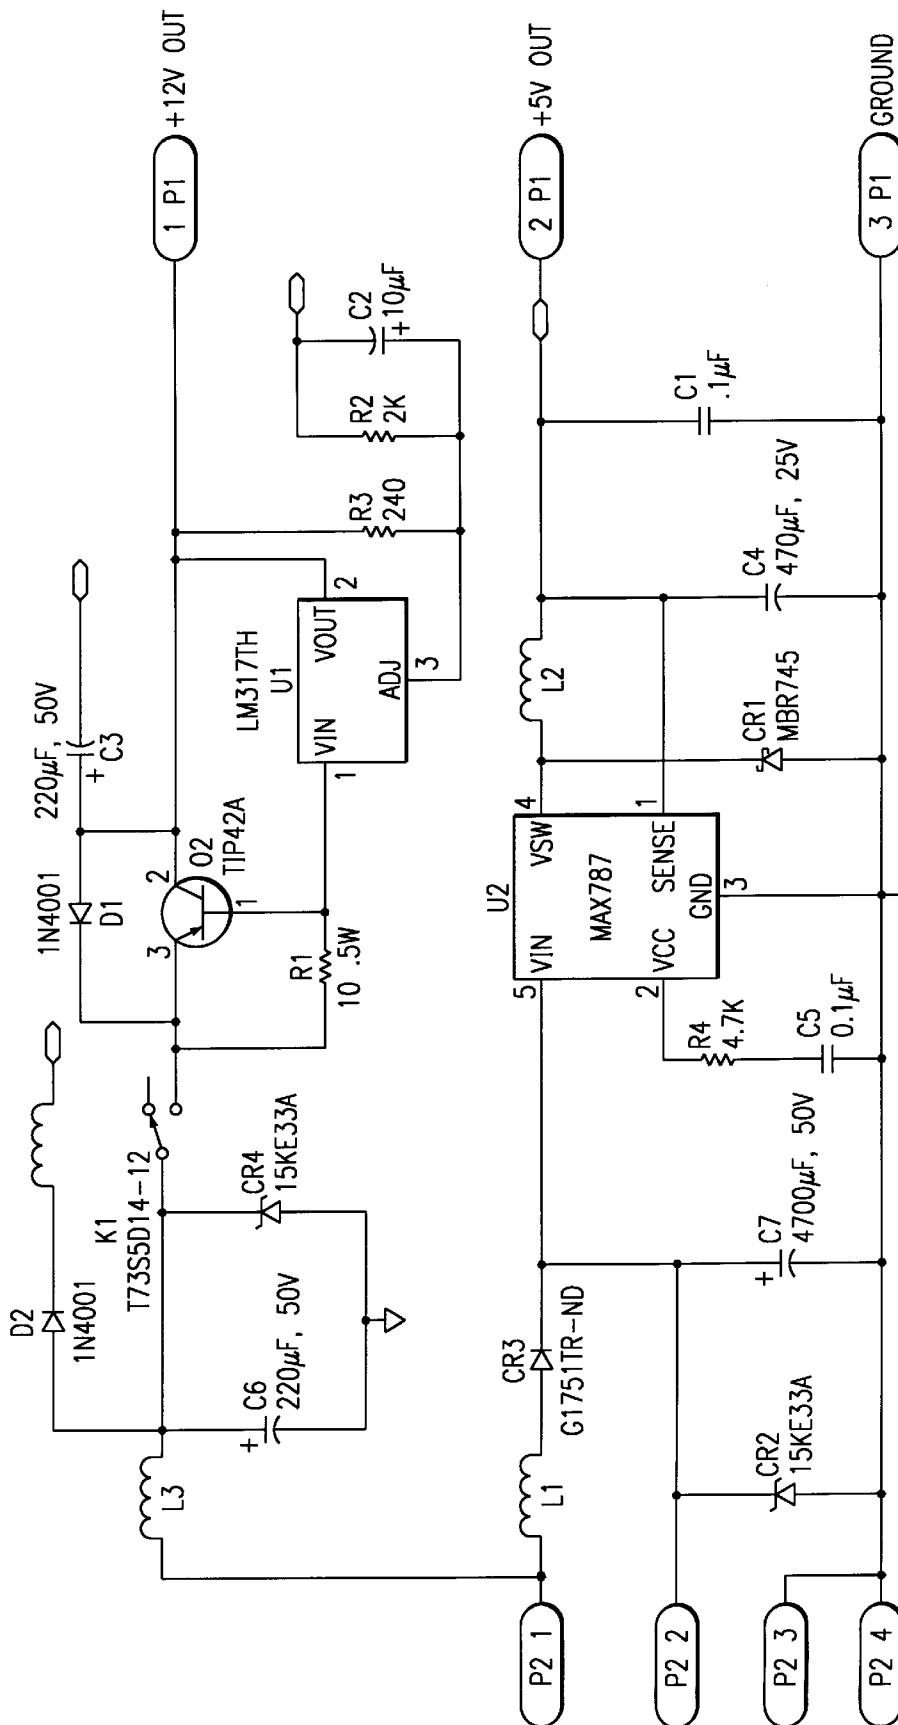 +12V OUT
1 P1
220µF, 50V
+
C3
1N4001
D1
O2
TIP42A
3
2
1
R1
10 .5W
LM317TH
U1
VIN
VOUT
ADJ
1
2
3
R3
240
R2
2K
C2
+10µF
K1
T73S5D14-12
D2
1N4001
CR4
15KE33A
+
C6
220µF, 50V
L3
+5V OUT
2 P1
C1
.1µF
C4
470µF, 25V
L2
CR1
MBR745
U2
MAX787
VIN
VSW
VCC
SENSE
GND
5
4
2
1
3
R4
4.7K
C5
0.1µF
+
C7
4700µF, 50V
CR3
G1751TR-ND
L1
CR2
15KE33A
GROUND
3 P1
P2 1
P2 2
P2 3
P2 4